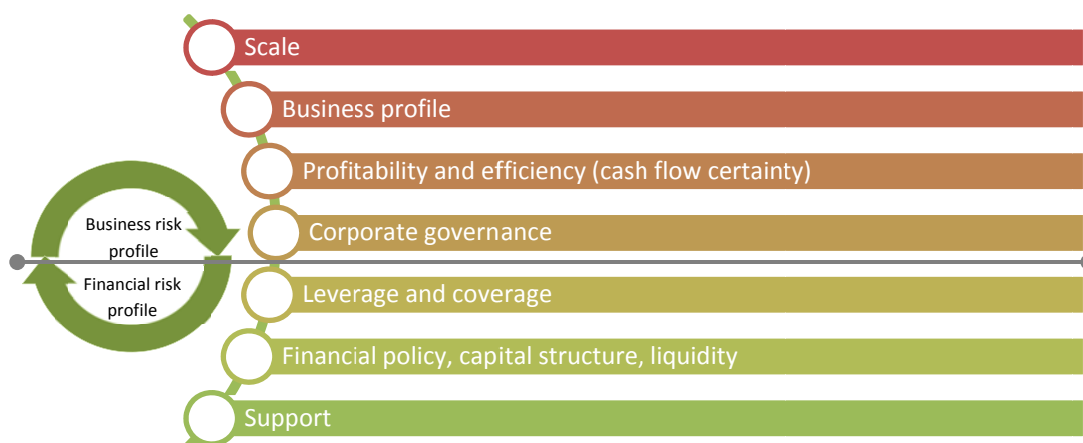 Scale
Business profile
Profitability and efficiency (cash flow certainty)
Business risk
profile
Corporate governance
Financial risk
profile
Leverage and coverage
Financial policy, capital structure, liquidity
Support